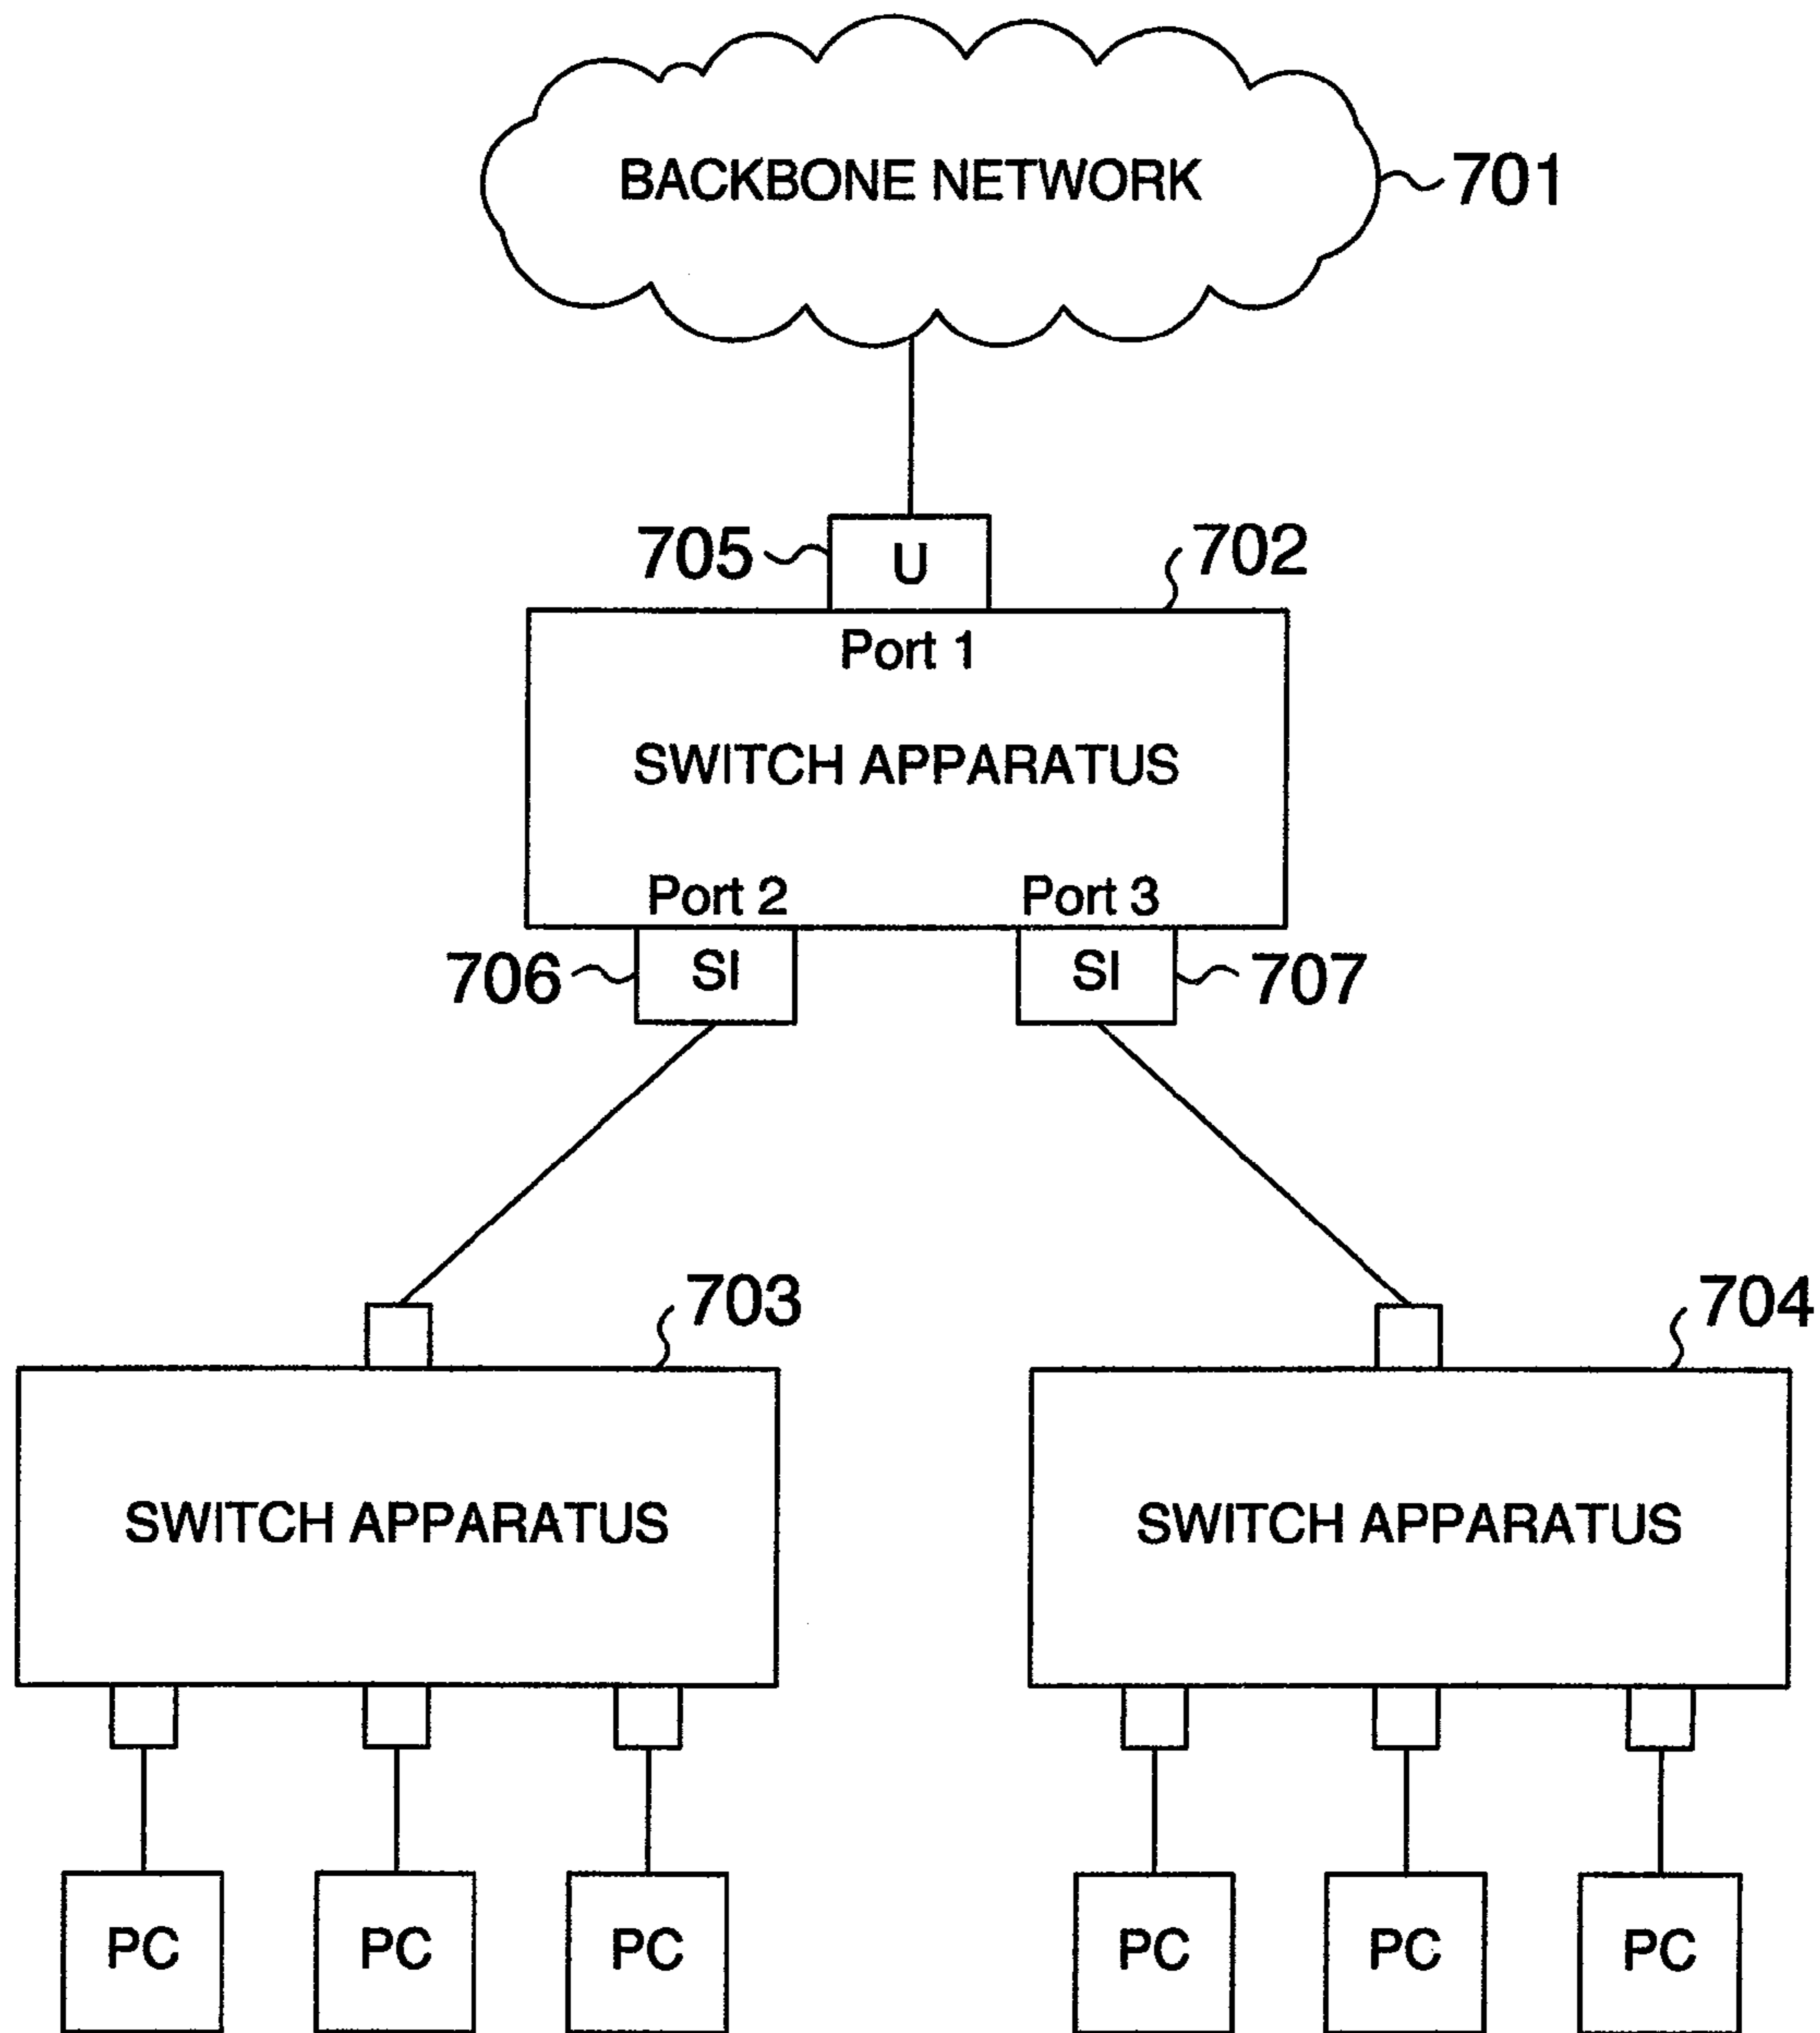 BACKBONE NETWORK
701
705
U
702
Port 1
SWITCH APPARATUS
Port 2
Port 3
706
SI
SI
707
703
704
SWITCH APPARATUS
SWITCH APPARATUS
PC
PC
PC
PC
PC
PC